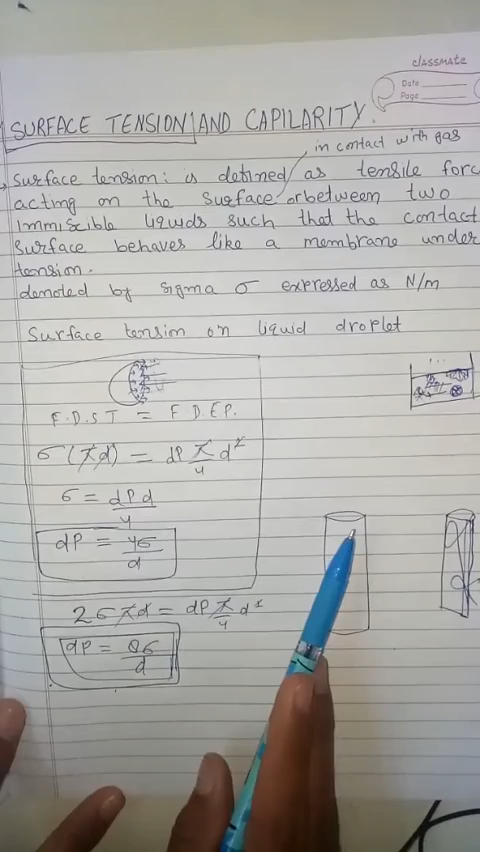 classmate
Date
Page
SURFACE TENSION AND CAPILARITY.
in contact with gas
Surface tension: is defined as tensile forc
acting on the surface or between two
immiscible liquids such that the contact
surface behaves like a membrane under
tension.
denoted by sigma σ expressed as N/m
Surface tension on liquid droplet
F.D.S.T = F D.E.P.
σ(πd) = dP π/4 d²
σ = dPd/4
dP = 4σ/d
2σπd = dP π/4 d²
dP = 8σ/d